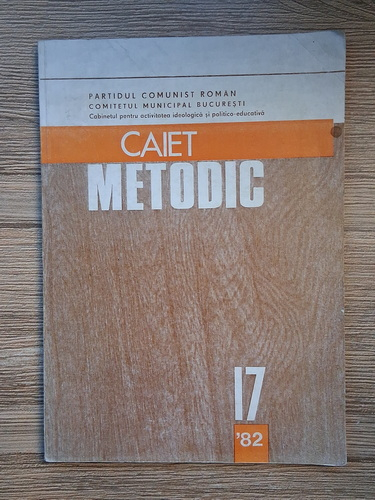 PARTIDUL COMUNIST ROMÂN
COMITETUL MUNICIPAL BUCUREȘTI
Cabinetul pentru activitatea ideologică și politico-educativă
CAIET
METODIC
17
'82